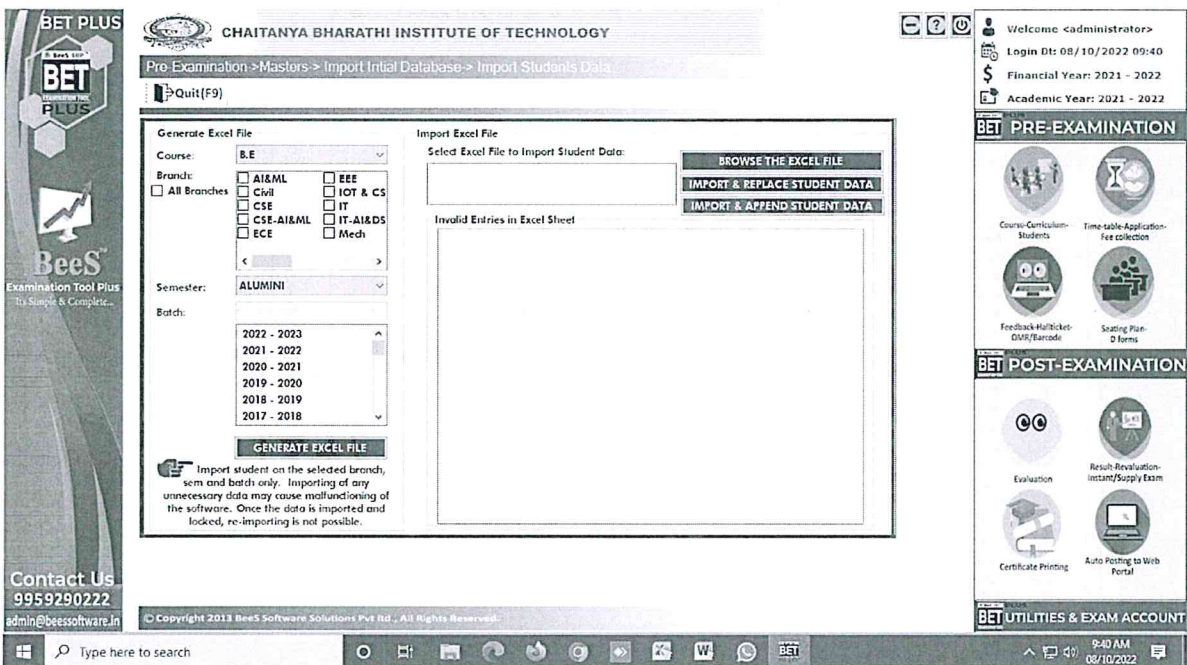 BET PLUS
BET
PLUS
BeeS
Examination Tool Plus
Its Simple & Complete...
Contact Us
9959290222
admin@beessoftware.in
CHAITANYA BHARATHI INSTITUTE OF TECHNOLOGY
Pre-Examination->Masters-> Import Intial Database-> Import Students Data
Quit(F9)
Generate Excel File
Course: B.E
Branch:
All Branches
AI&ML EEE
Civil IOT & CS
CSE IT
CSE-AI&ML IT-AI&DS
ECE Mech
Semester: ALUMINI
Batch:
2022 - 2023
2021 - 2022
2020 - 2021
2019 - 2020
2018 - 2019
2017 - 2018
GENERATE EXCEL FILE
Import student on the selected branch,
sem and batch only. Importing of any
unnecessary data may cause malfunctioning of
the software. Once the data is imported and
locked, re-importing is not possible.
Import Excel File
Select Excel File to Import Student Data:
BROWSE THE EXCEL FILE
IMPORT & REPLACE STUDENT DATA
IMPORT & APPEND STUDENT DATA
Invalid Entries in Excel Sheet
© Copyright 2013 BeeS Software Solutions Pvt ltd., All Rights Reserved.
Welcome <administrator>
Login Dt: 08/10/2022 09:40
Financial Year: 2021 - 2022
Academic Year: 2021 - 2022
BET PRE-EXAMINATION
Course-Curriculum-
Students
Time-table-Application-
Fee collection
Feedback-Hallticket-
OMR/Barcode
Seating Plan-
D forms
BET POST-EXAMINATION
Evaluation
Result-Revaluation-
Instant/Supply Exam
Certificate Printing
Auto Posting to Web
Portal
BET UTILITIES & EXAM ACCOUNT
Type here to search
BET
9:40 AM
08/10/2022